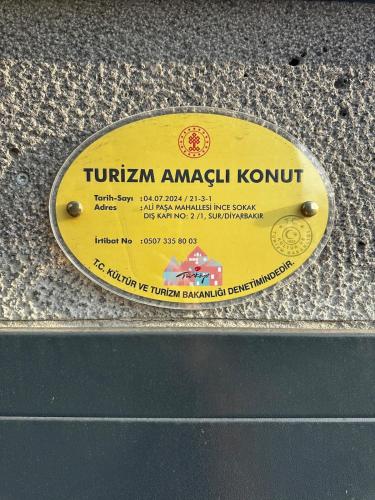 TURİZM AMAÇLI KONUT
Tarih-Sayı : 04.07.2024 / 21-3-1
Adres : ALİ PAŞA MAHALLESİ İNCE SOKAK
DIŞ KAPI NO: 2 /1, SUR/DİYARBAKIR
İrtibat No : 0507 335 80 03
Türkiye
T.C. KÜLTÜR VE TURİZM BAKANLIĞI DENETİMİNDEDİR.